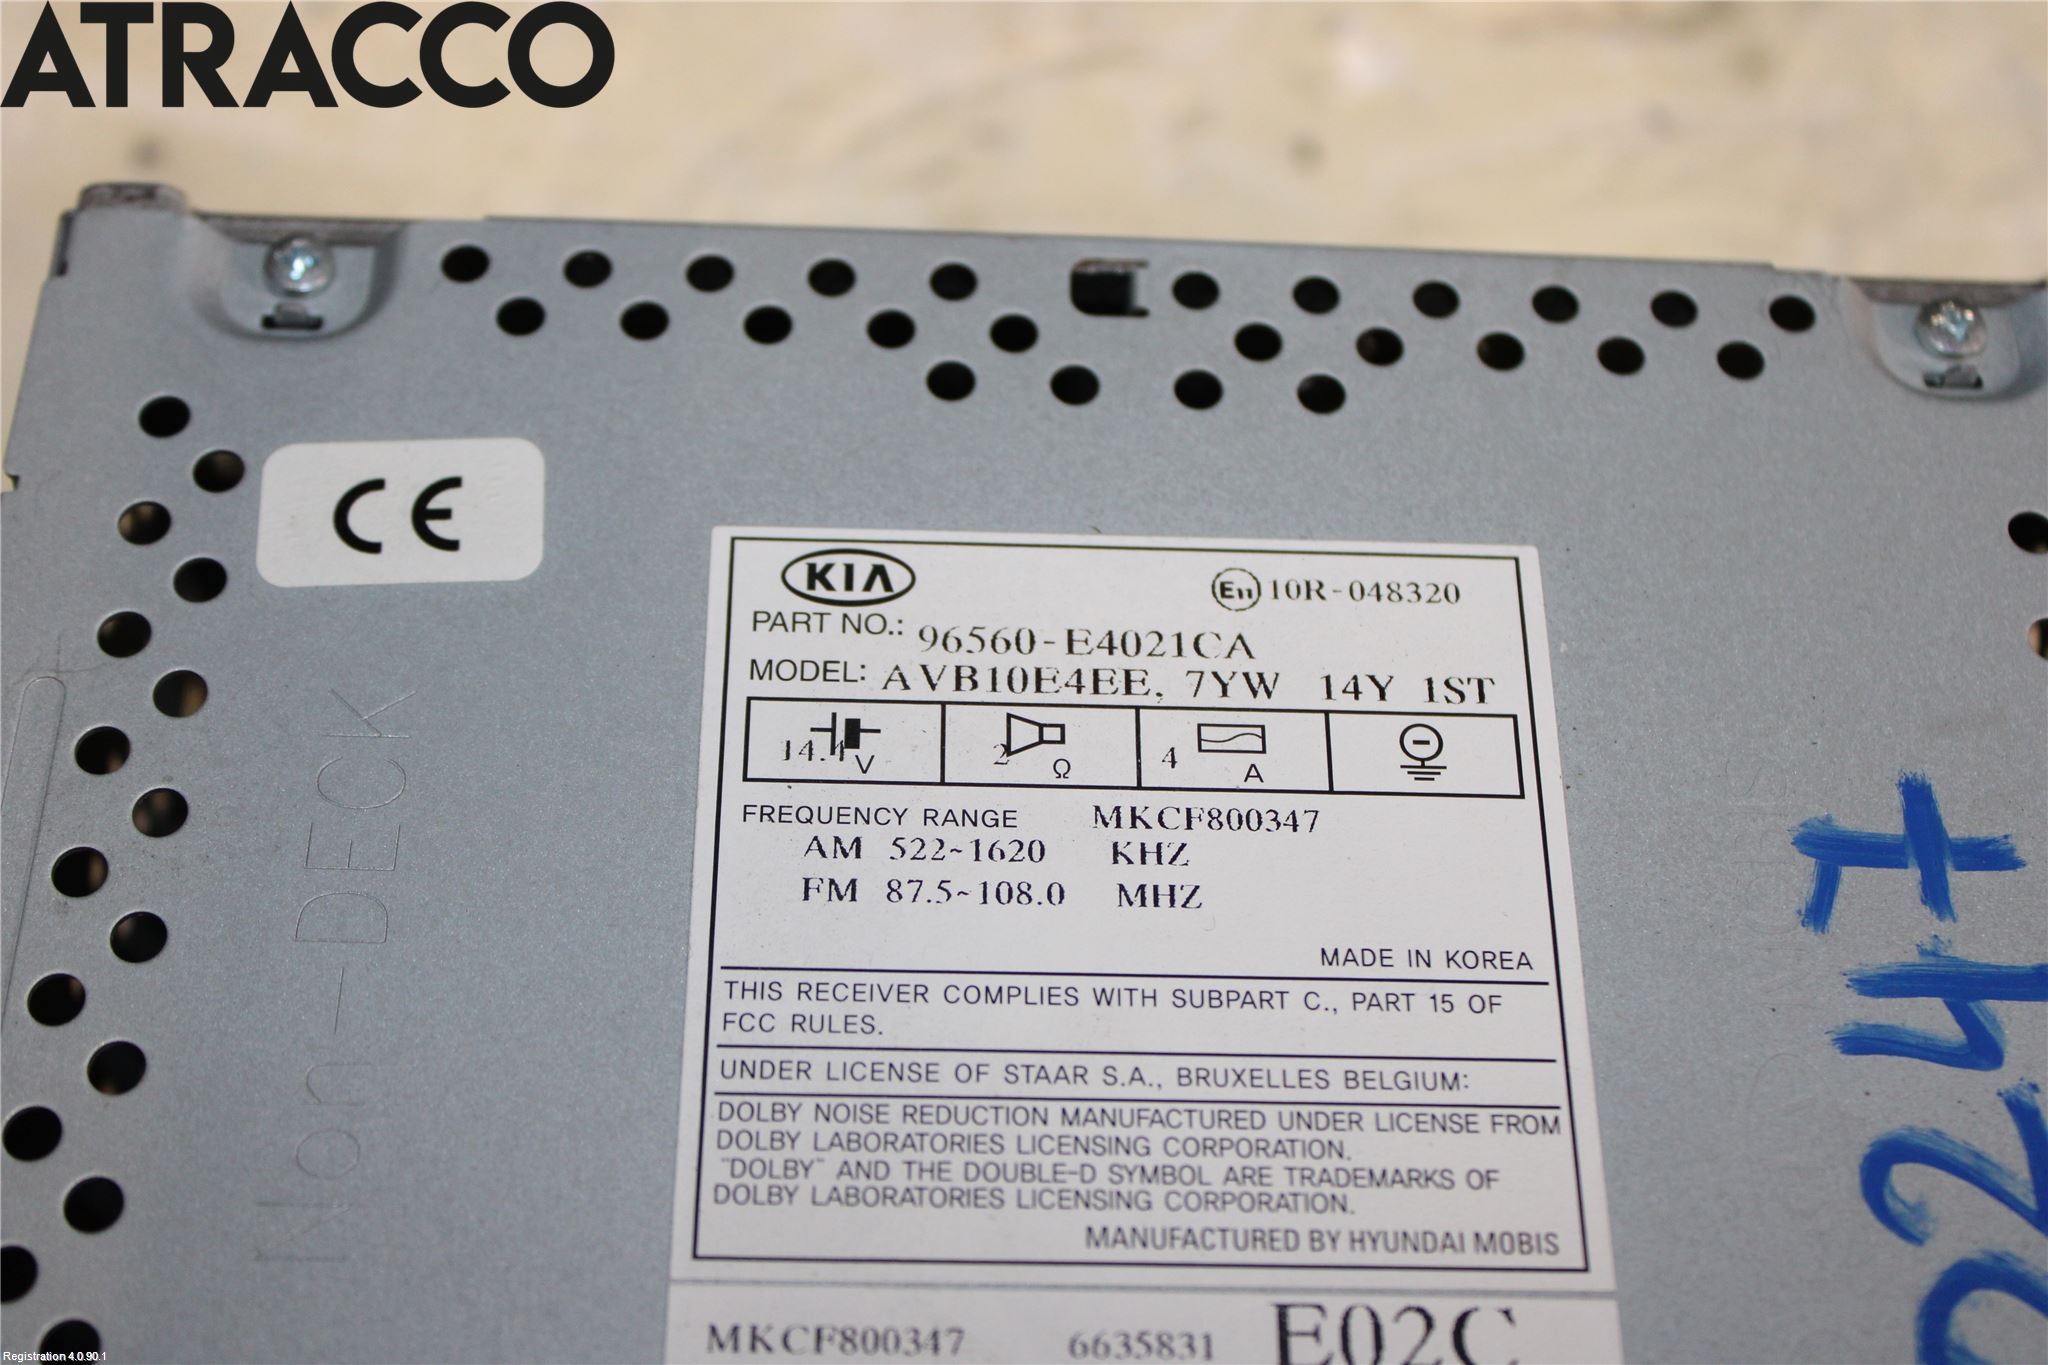 ATRACCO
CE
KIA
E11 10R-048320
PART NO.: 96560-E4021CA
MODEL: AVB10E4EE, 7YW 14Y 1ST
14.4 V 2 Ω 4 A
FREQUENCY RANGE MKCF800347
AM 522~1620 KHZ
FM 87.5~108.0 MHZ
MADE IN KOREA
THIS RECEIVER COMPLIES WITH SUBPART C., PART 15 OF
FCC RULES.
UNDER LICENSE OF STAAR S.A., BRUXELLES BELGIUM:
DOLBY NOISE REDUCTION MANUFACTURED UNDER LICENSE FROM
DOLBY LABORATORIES LICENSING CORPORATION.
"DOLBY" AND THE DOUBLE-D SYMBOL ARE TRADEMARKS OF
DOLBY LABORATORIES LICENSING CORPORATION.
MANUFACTURED BY HYUNDAI MOBIS
MKCF800347 6635831 E02C
Non-DECK
0247
Registration 4.0.90.1